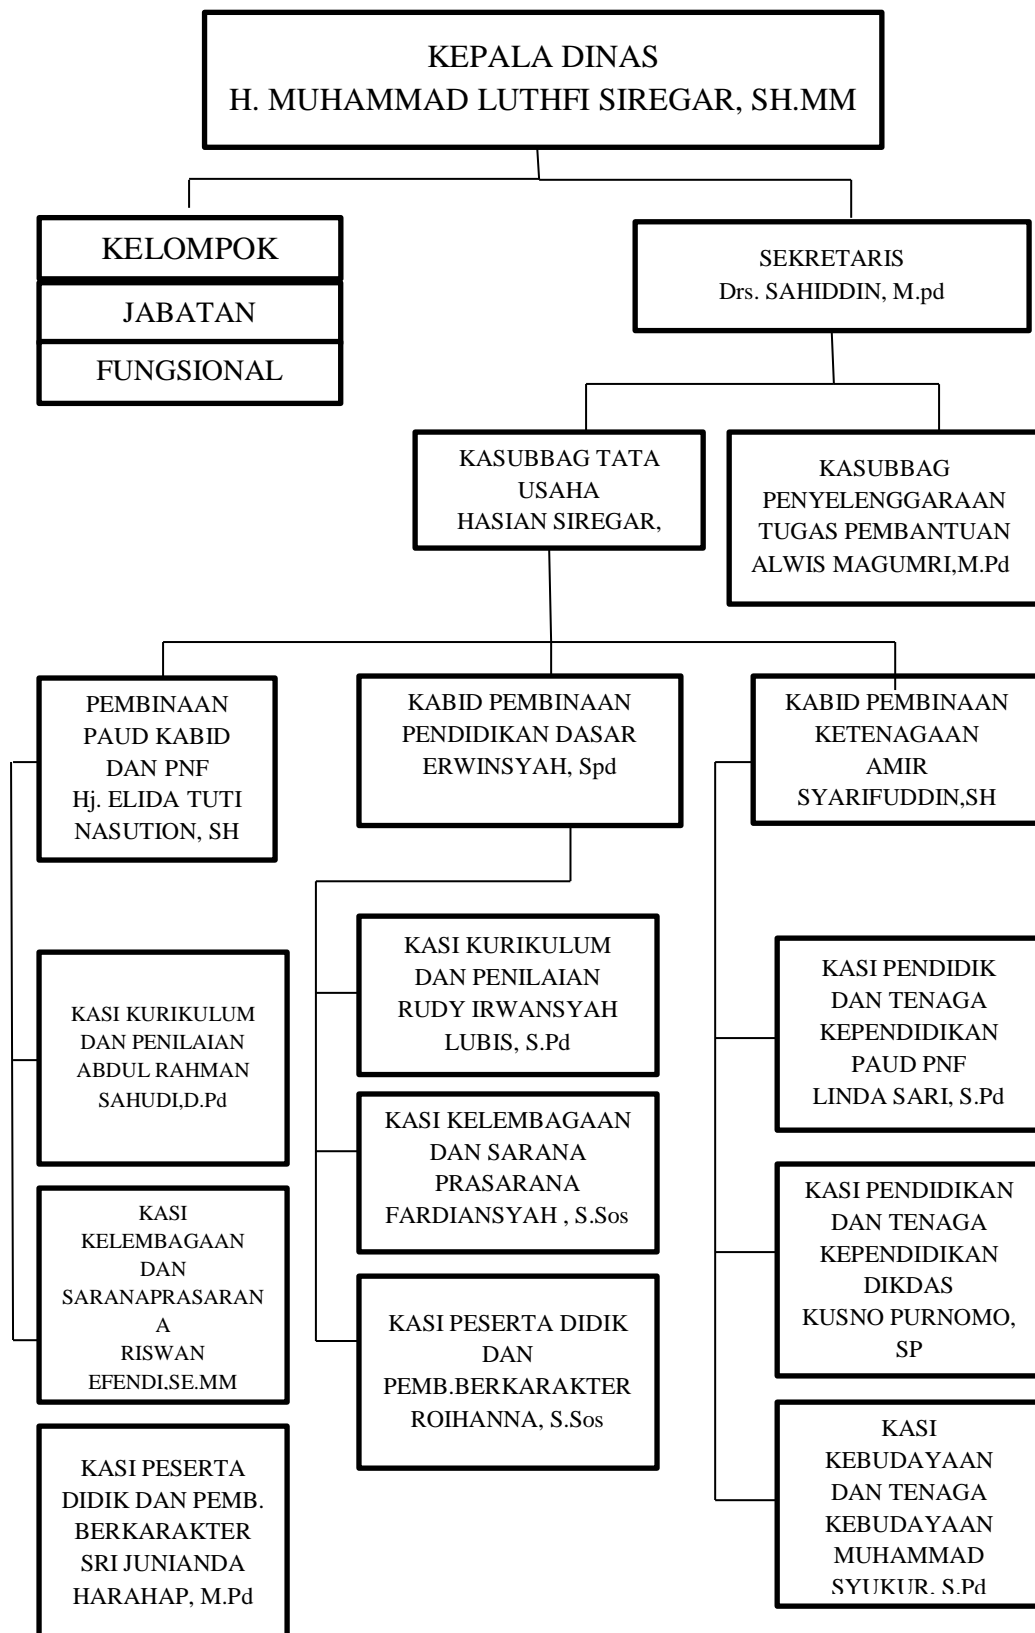 KEPALA DINAS
H. MUHAMMAD LUTHFI SIREGAR, SH.MM
KELOMPOK
JABATAN
FUNGSIONAL
SEKRETARIS
Drs. SAHIDDIN, M.pd
KASUBBAG TATA
USAHA
HASIAN SIREGAR,
KASUBBAG
PENYELENGGARAAN
TUGAS PEMBANTUAN
ALWIS MAGUMRI,M.Pd
PEMBINAAN
PAUD KABID
DAN PNF
Hj. ELIDA TUTI
NASUTION, SH
KABID PEMBINAAN
PENDIDIKAN DASAR
ERWINSYAH, Spd
KABID PEMBINAAN
KETENAGAAN
AMIR
SYARIFUDDIN,SH
KASI KURIKULUM
DAN PENILAIAN
ABDUL RAHMAN
SAHUDI,D.Pd
KASI
KELEMBAGAAN
DAN
SARANAPRASARAN
A
RISWAN
EFENDI,SE.MM
KASI PESERTA
DIDIK DAN PEMB.
BERKARAKTER
SRI JUNIANDA
HARAHAP, M.Pd
KASI KURIKULUM
DAN PENILAIAN
RUDY IRWANSYAH
LUBIS, S.Pd
KASI KELEMBAGAAN
DAN SARANA
PRASARANA
FARDIANSYAH , S.Sos
KASI PESERTA DIDIK
DAN
PEMB.BERKARAKTER
ROIHANNA, S.Sos
KASI PENDIDIK
DAN TENAGA
KEPENDIDIKAN
PAUD PNF
LINDA SARI, S.Pd
KASI PENDIDIKAN
DAN TENAGA
KEPENDIDIKAN
DIKDAS
KUSNO PURNOMO,
SP
KASI
KEBUDAYAAN
DAN TENAGA
KEBUDAYAAN
MUHAMMAD
SYUKUR, S.Pd